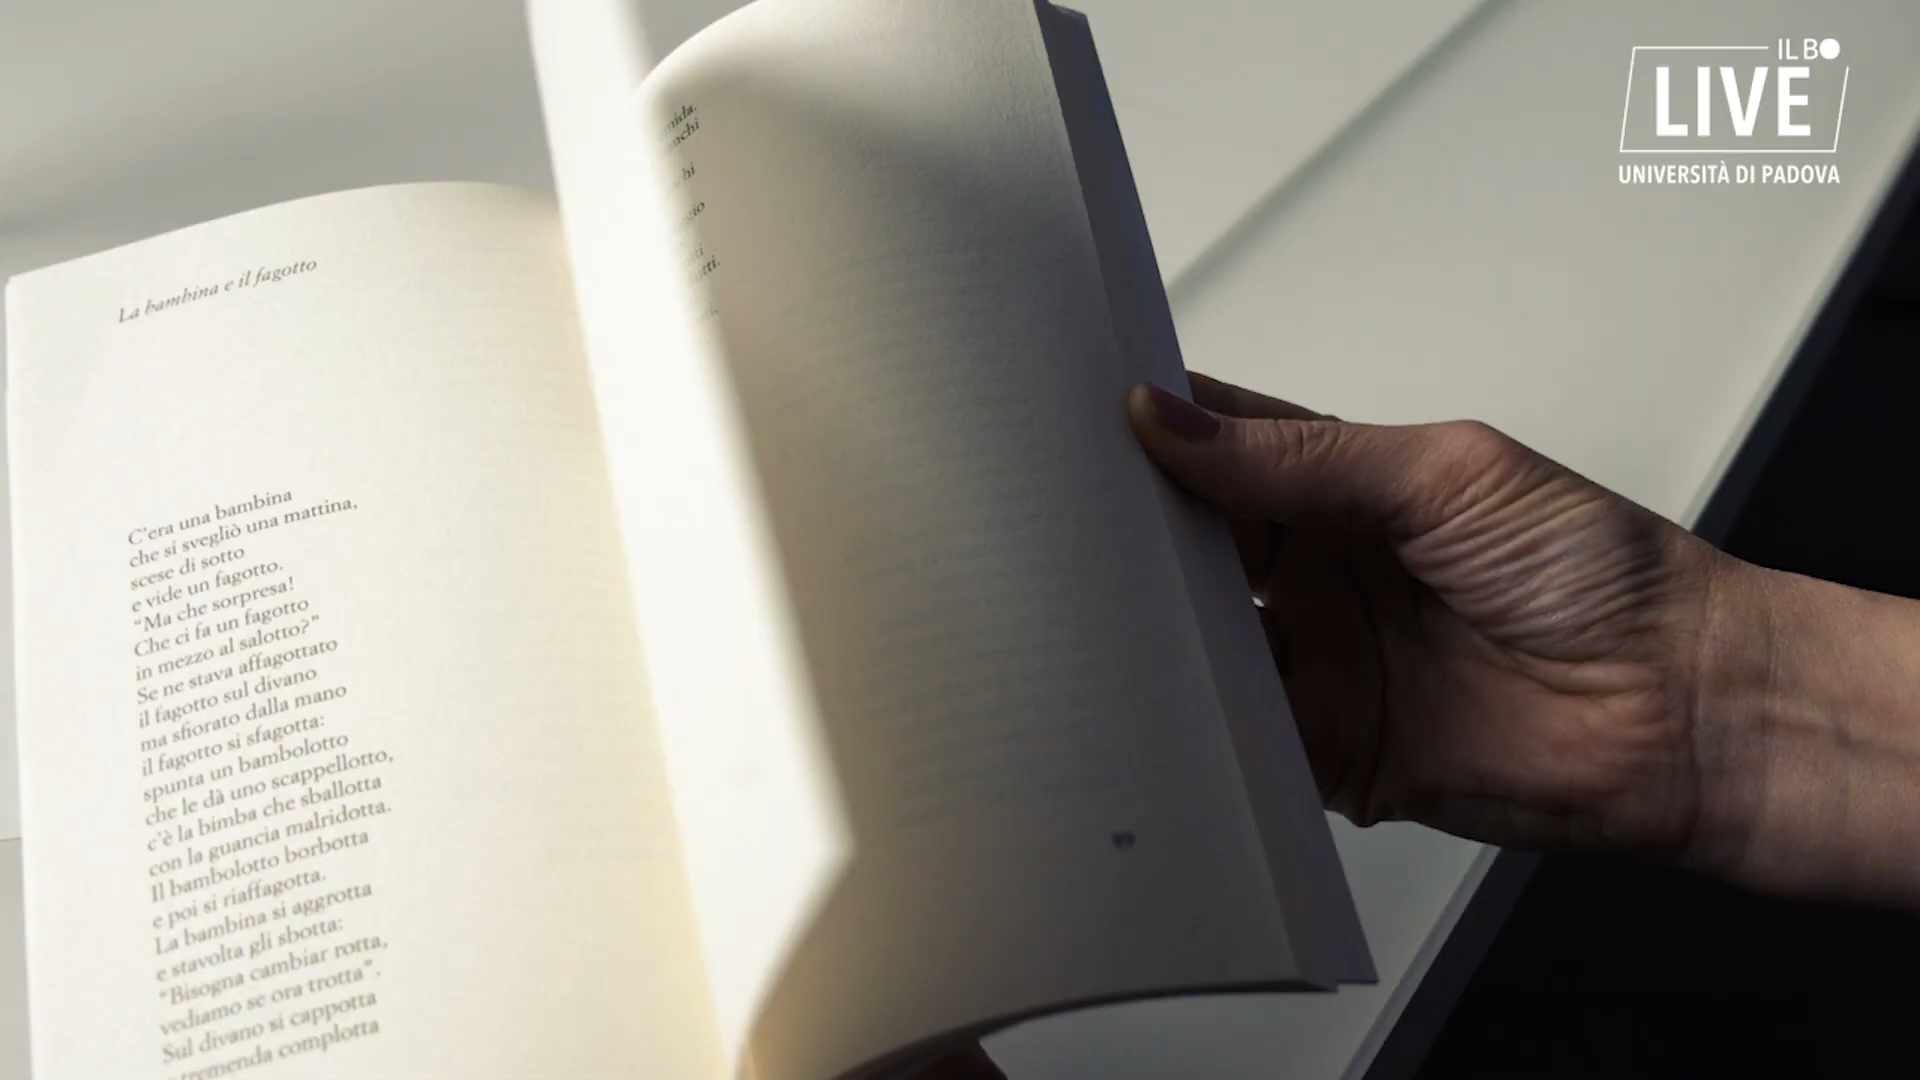 La bambina e il fagotto
C'era una bambina
che si svegliò una mattina,
scese di sotto
e vide un fagotto.
"Ma che sorpresa!
Che ci fa un fagotto
in mezzo al salotto?"
Se ne stava affagottato
il fagotto sul divano
ma sfiorato dalla mano
il fagotto si sfagotta:
spunta un bambolotto
che le dà uno scappellotto,
c'è la bimba che sballotta
con la guancia malridotta.
Il bambolotto borbotta
e poi si riaffagotta.
La bambina si aggrotta
e stavolta gli sbotta:
"Bisogna cambiar rotta,
vediamo se ora trotta".
Sul divano si cappotta
tremenda complotta
IL BO
LIVE
UNIVERSITÀ DI PADOVA